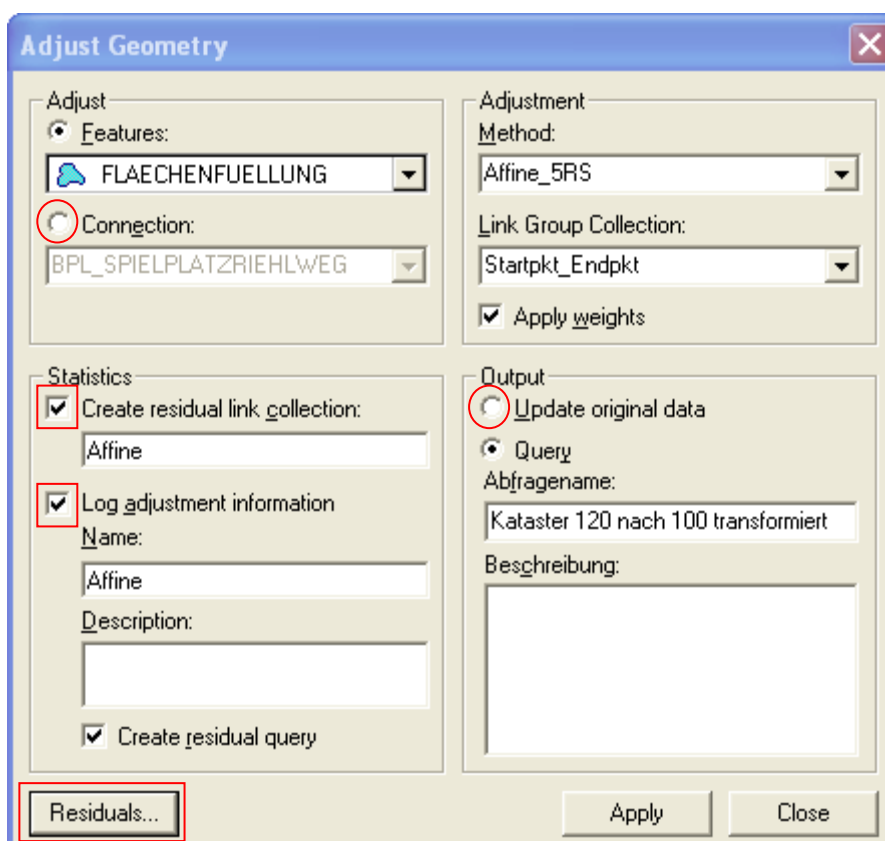 Adjust Geometry
Adjust
Features:
FLAECHENFUELLUNG
Connection:
BPL_SPIELPLATZRIEHLWEG
Adjustment
Method:
Affine_5RS
Link Group Collection:
Startpkt_Endpkt
Apply weights
Statistics
Create residual link collection:
Affine
Log adjustment information
Name:
Affine
Description:
Create residual query
Output
Update original data
Query
Abfragename:
Kataster 120 nach 100 transformiert
Beschreibung:
Residuals...
Apply
Close